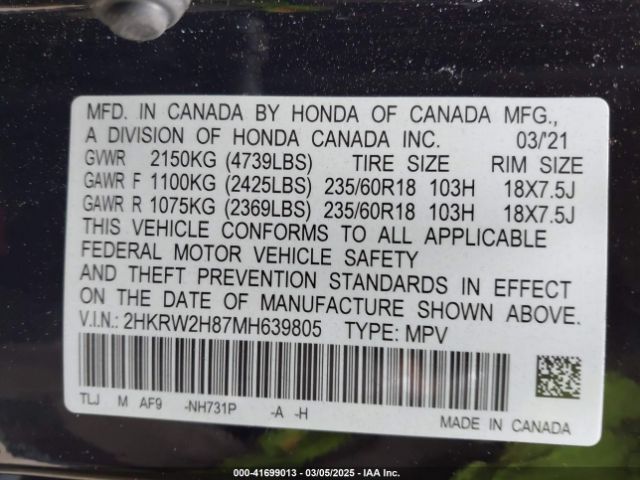 MFD. IN CANADA BY HONDA OF CANADA MFG.,
A DIVISION OF HONDA CANADA INC. 03/'21
GVWR 2150KG (4739LBS) TIRE SIZE RIM SIZE
GAWR F 1100KG (2425LBS) 235/60R18 103H 18X7.5J
GAWR R 1075KG (2369LBS) 235/60R18 103H 18X7.5J
THIS VEHICLE CONFORMS TO ALL APPLICABLE
FEDERAL MOTOR VEHICLE SAFETY
AND THEFT PREVENTION STANDARDS IN EFFECT
ON THE DATE OF MANUFACTURE SHOWN ABOVE.
V.I.N.: 2HKRW2H87MH639805 TYPE: MPV
TLJ M AF9 -NH731P -A -H
MADE IN CANADA
000-41699013 — 03/05/2025 — IAA Inc.